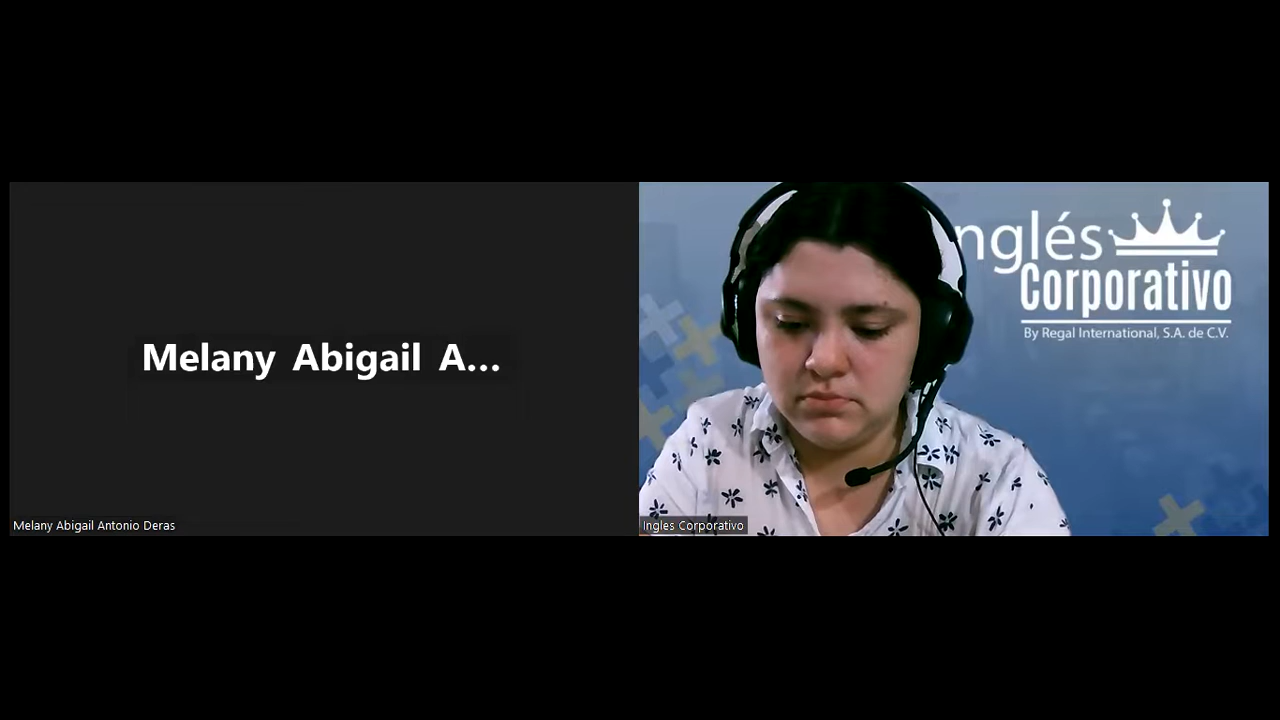 Melany Abigail A...
Melany Abigail Antonio Deras
nglés
Corporativo
By Regal International, S.A. de C.V.
Ingles Corporativo